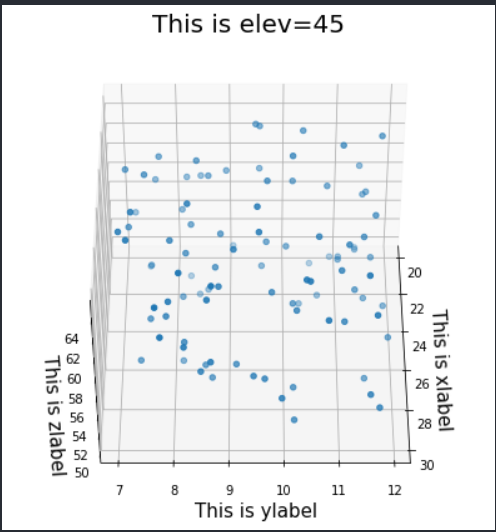 This is elev=45
64
62
60
58
56
54
52
50
This is zlabel
20
22
24
26
28
30
This is xlabel
7 8 9 10 11 12
This is ylabel